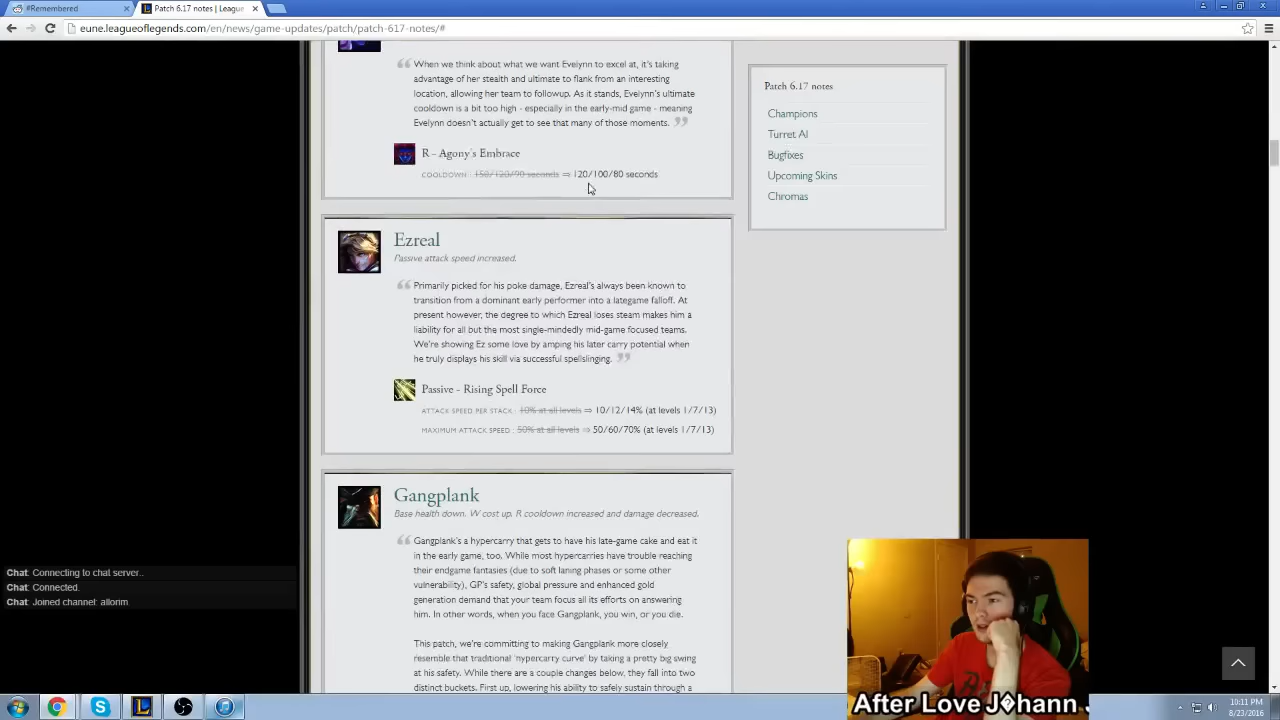 #Remembered
Patch 6.17 notes | Leagu
eune.leagueoflegends.com/en/news/game-updates/patch/patch-617-notes/#
When we think about what we want Evelynn to excel at, it's taking
advantage of her stealth and ultimate to flank from an interesting
location, allowing her team to followup. As it stands, Evelynn's ultimate
cooldown is a bit too high - especially in the early-mid game - meaning
Evelynn doesn't actually get to see that many of those moments.
R - Agony's Embrace
COOLDOWN : 150/120/90 seconds ⇒ 120/100/80 seconds
Ezreal
Passive attack speed increased.
Primarily picked for his poke damage, Ezreal's always been known to
transition from a dominant early performer into a lategame falloff. At
present however, the degree to which Ezreal loses steam makes him a
liability for all but the most single-mindedly mid-game focused teams.
We're showing Ez some love by amping his later carry potential when
he truly displays his skill via successful spellslinging.
Passive - Rising Spell Force
ATTACK SPEED PER STACK : 10% at all levels ⇒ 10/12/14% (at levels 1/7/13)
MAXIMUM ATTACK SPEED : 50% at all levels ⇒ 50/60/70% (at levels 1/7/13)
Gangplank
Base health down. W cost up. R cooldown increased and damage decreased.
Gangplank's a hypercarry that gets to have his late-game cake and eat it
in the early game, too. While most hypercarries have trouble reaching
their endgame fantasies (due to soft laning phases or some other
vulnerability), GP's safety, global pressure and enhanced gold
generation demand that your team focus all its efforts on answering
him. In other words, when you face Gangplank, you win, or you die.
This patch, we're committing to making Gangplank more closely
resemble that traditional 'hypercarry curve' by taking a pretty big swing
at his safety. While there are a couple changes below, they fall into two
distinct buckets. First up, lowering his ability to safely sustain through a
Patch 6.17 notes
Champions
Turret AI
Bugfixes
Upcoming Skins
Chromas
Chat: Connecting to chat server..
Chat: Connected.
Chat: Joined channel: allorim
After Love J�hann J
10:11 PM
8/23/2016